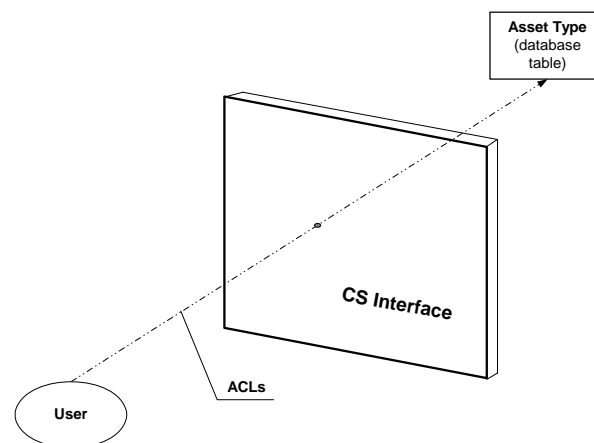 Asset Type
(database
table)
CS Interface
ACLs
User